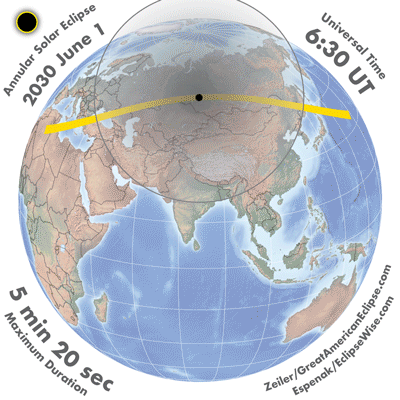 Annular Solar Eclipse
2030 June 1
Universal Time
6:30 UT
5 min 20 sec
Maximum Duration
Zeiler/GreatAmericanEclipse.com
Espenak/EclipseWise.com